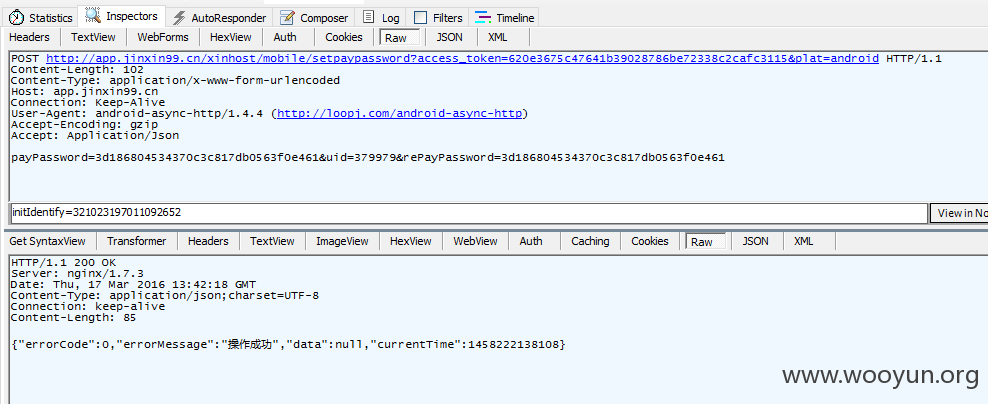 Statistics Inspectors AutoResponder Composer Log Filters Timeline
Headers TextView WebForms HexView Auth Cookies Raw JSON XML
POST http://app.jinxin99.cn/xinhost/mobile/setpaypassword?access_token=620e3675c47641b39028786be72338c2cafc3115&plat=android HTTP/1.1
Content-Length: 102
Content-Type: application/x-www-form-urlencoded
Host: app.jinxin99.cn
Connection: Keep-Alive
User-Agent: android-async-http/1.4.4 (http://loopj.com/android-async-http)
Accept-Encoding: gzip
Accept: Application/Json
payPassword=3d186804534370c3c817db0563f0e461&uid=379979&rePayPassword=3d186804534370c3c817db0563f0e461
initIdentify=321023197011092652 View in No
Get SyntaxView Transformer Headers TextView ImageView HexView WebView Auth Caching Cookies Raw JSON XML
HTTP/1.1 200 OK
Server: nginx/1.7.3
Date: Thu, 17 Mar 2016 13:42:18 GMT
Content-Type: application/json;charset=UTF-8
Connection: keep-alive
Content-Length: 85
{"errorCode":0,"errorMessage":"操作成功","data":null,"currentTime":1458222138108}
www.wooyun.org